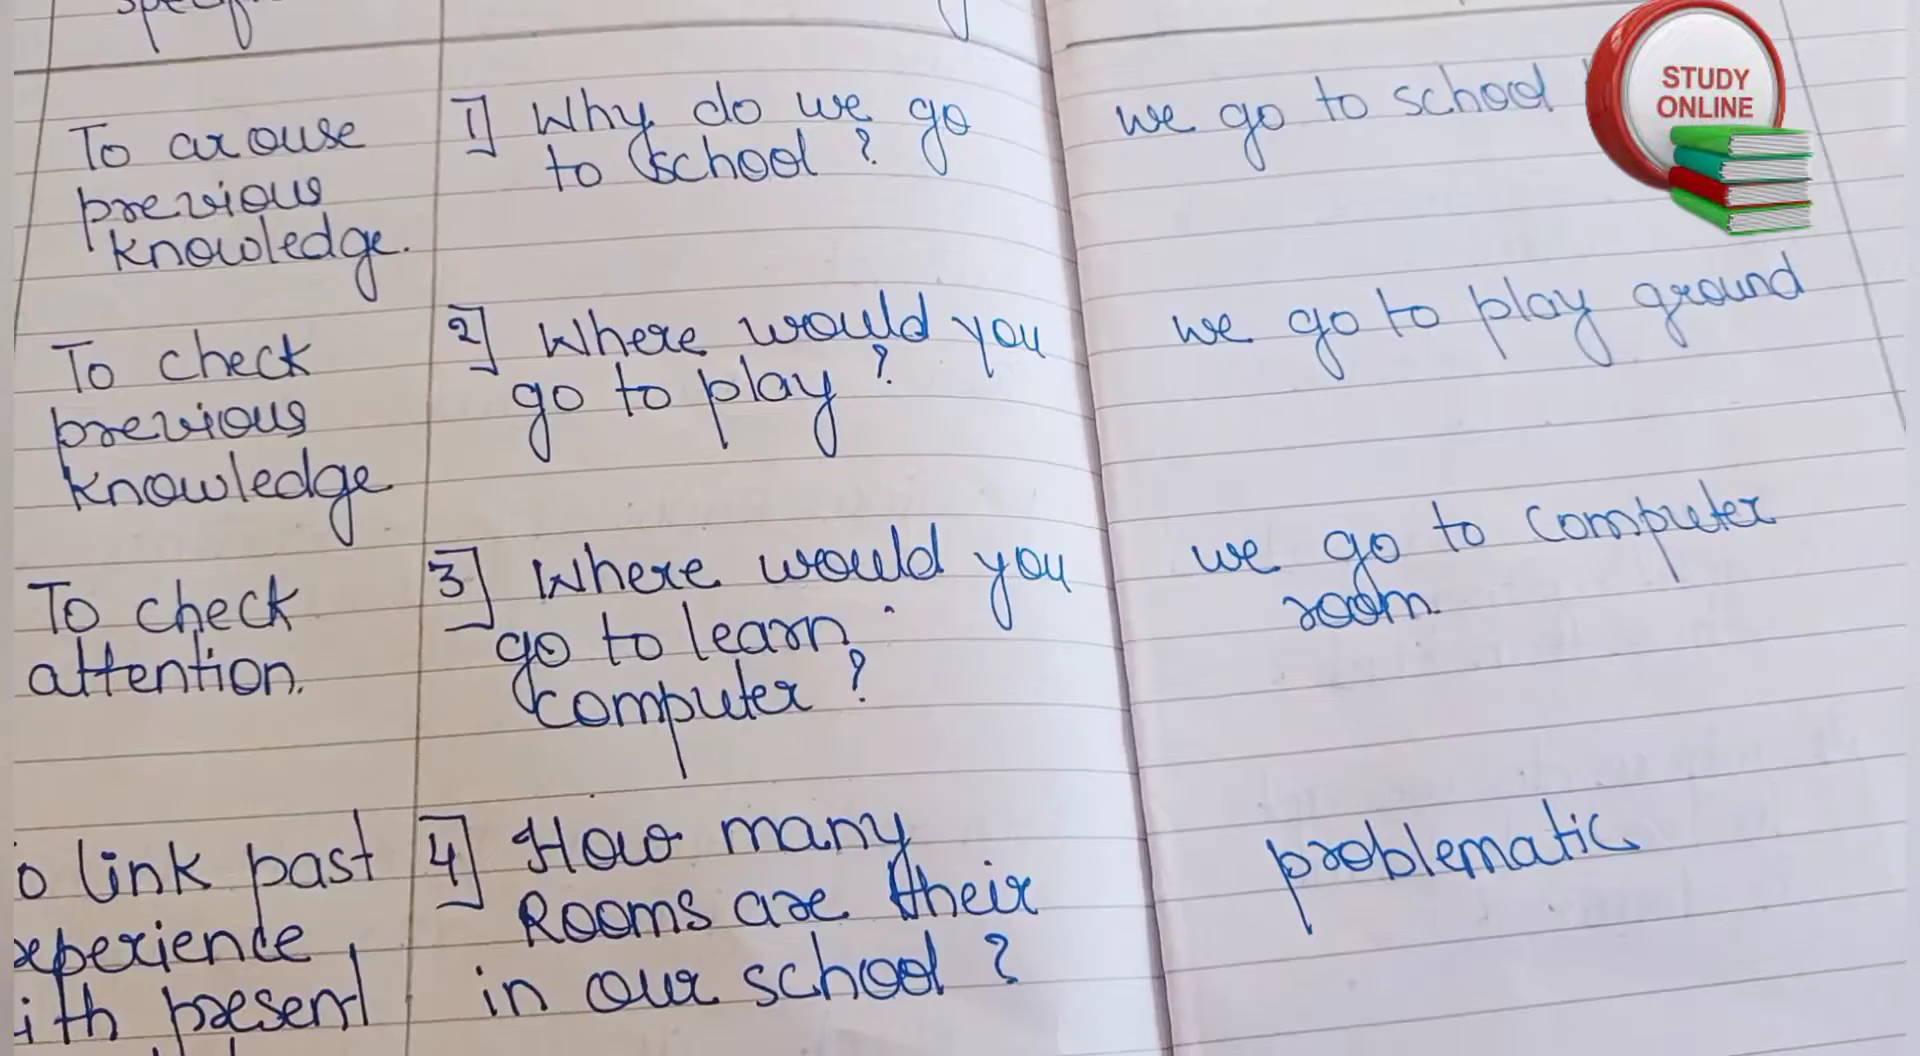 To arouse
previous
knowledge.
1] Why do we go
to school ?
we go to school
To check
previous
knowledge
2] Where would you
go to play ?
we go to play ground
To check
attention.
3] Where would you
go to learn
computer ?
we go to computer
room.
o link past
xperience
ith present
4] How many
Rooms are their
in our school ?
problematic
STUDY
ONLINE